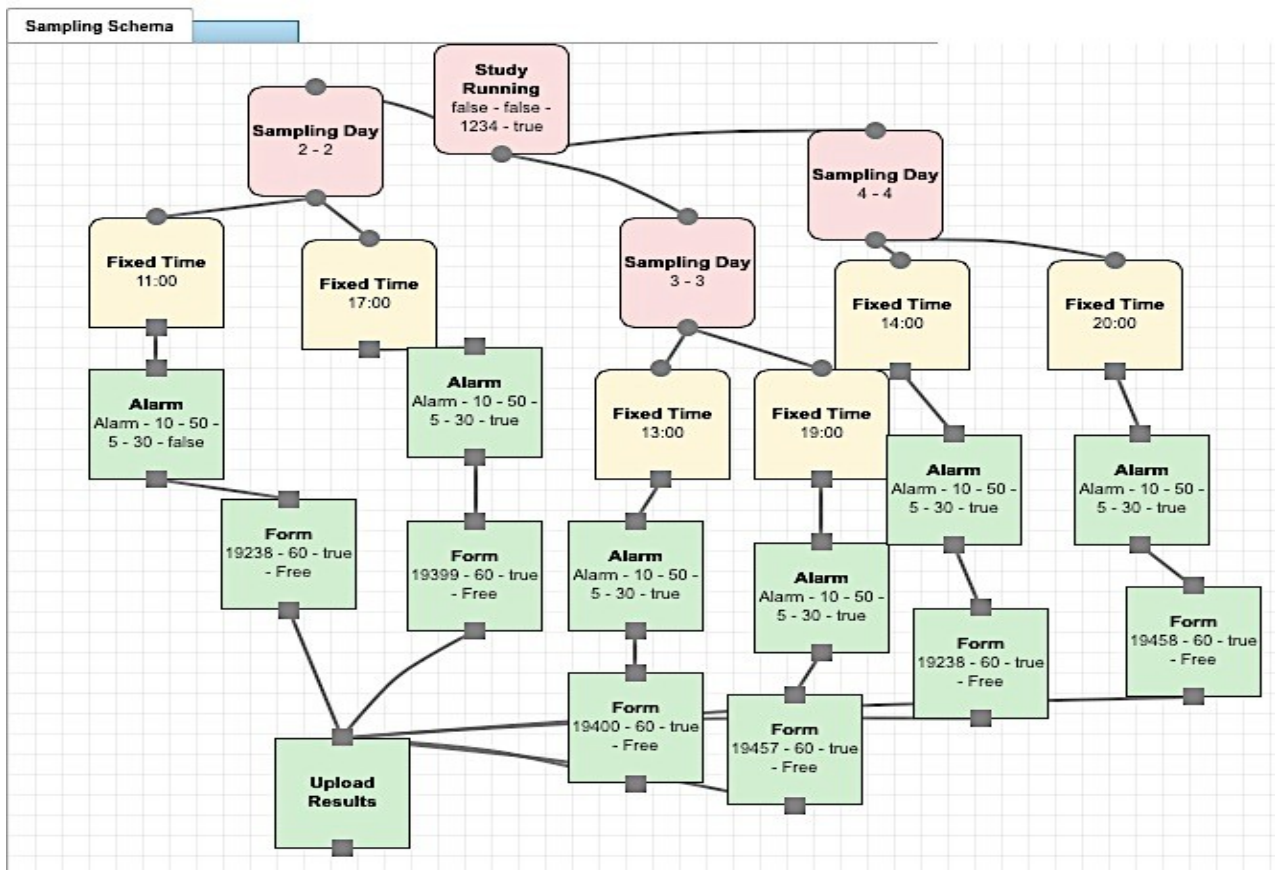 Sampling Schema
Study
Running
false - false -
1234 - true
Sampling Day
2 - 2
Sampling Day
4 - 4
Sampling Day
3 - 3
Fixed Time
11:00
Fixed Time
17:00
Fixed Time
14:00
Fixed Time
20:00
Fixed Time
13:00
Fixed Time
19:00
Alarm
Alarm - 10 - 50 -
5 - 30 - false
Alarm
Alarm - 10 - 50 -
5 - 30 - true
Alarm
Alarm - 10 - 50 -
5 - 30 - true
Alarm
Alarm - 10 - 50 -
5 - 30 - true
Form
19238 - 60 - true
- Free
Form
19399 - 60 - true
- Free
Alarm
Alarm - 10 - 50 -
5 - 30 - true
Alarm
Alarm - 10 - 50 -
5 - 30 - true
Form
19238 - 60 - true
- Free
Form
19458 - 60 - true
- Free
Form
19400 - 60 - true
- Free
Form
19457 - 60 - true
- Free
Upload
Results